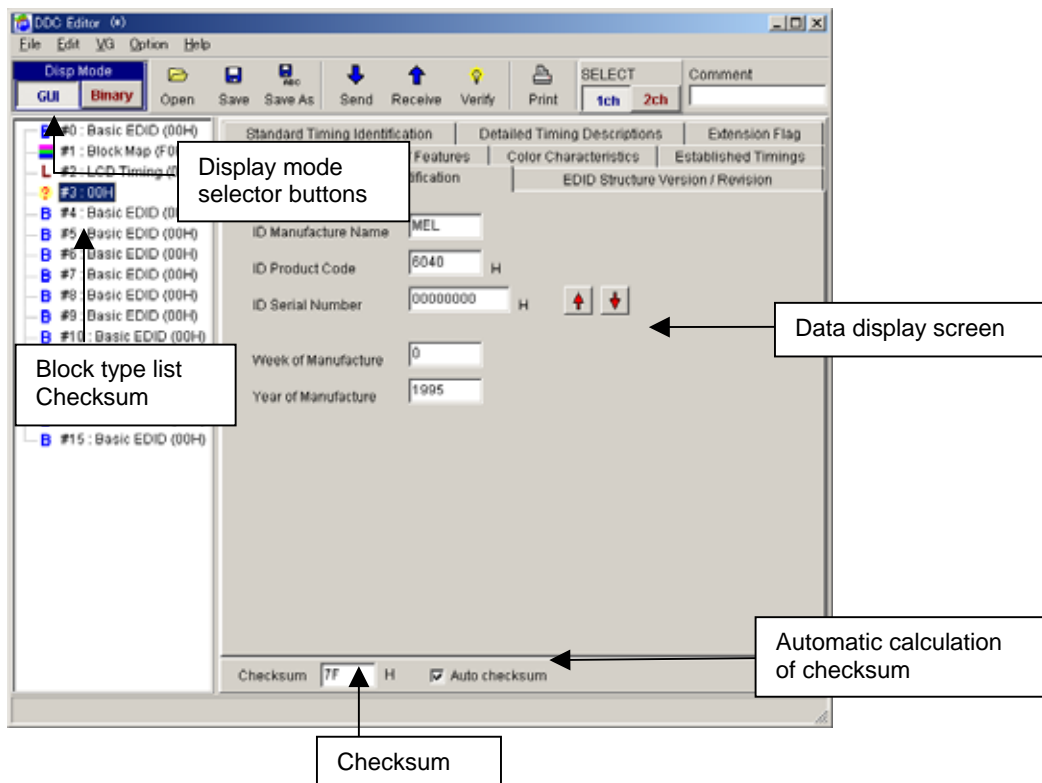 DDC Editor (*)
File Edit VG Option Help
Disp Mode
GUI Binary
Open Save Save As Send Receive Verify Print
SELECT
1ch 2ch
Comment
#0 : Basic EDID (00H)
#1 : Block Map (F0
#2 : LCD Timing
#3 : 00H
#4 : Basic EDID
#5 : Basic EDID (00H)
#6 : Basic EDID (00H)
#7 : Basic EDID (00H)
#8 : Basic EDID (00H)
#9 : Basic EDID (00H)
#10 : Basic EDID (00H)
#15 : Basic EDID (00H)
Standard Timing Identification Detailed Timing Descriptions Extension Flag
Features Color Characteristics Established Timings
EDID Structure Version / Revision
Display mode
selector buttons
ID Manufacture Name MEL
ID Product Code 6040 H
ID Serial Number 00000000 H
Data display screen
Week of Manufacture 0
Year of Manufacture 1995
Block type list
Checksum
Checksum 7F H Auto checksum
Automatic calculation
of checksum
Checksum